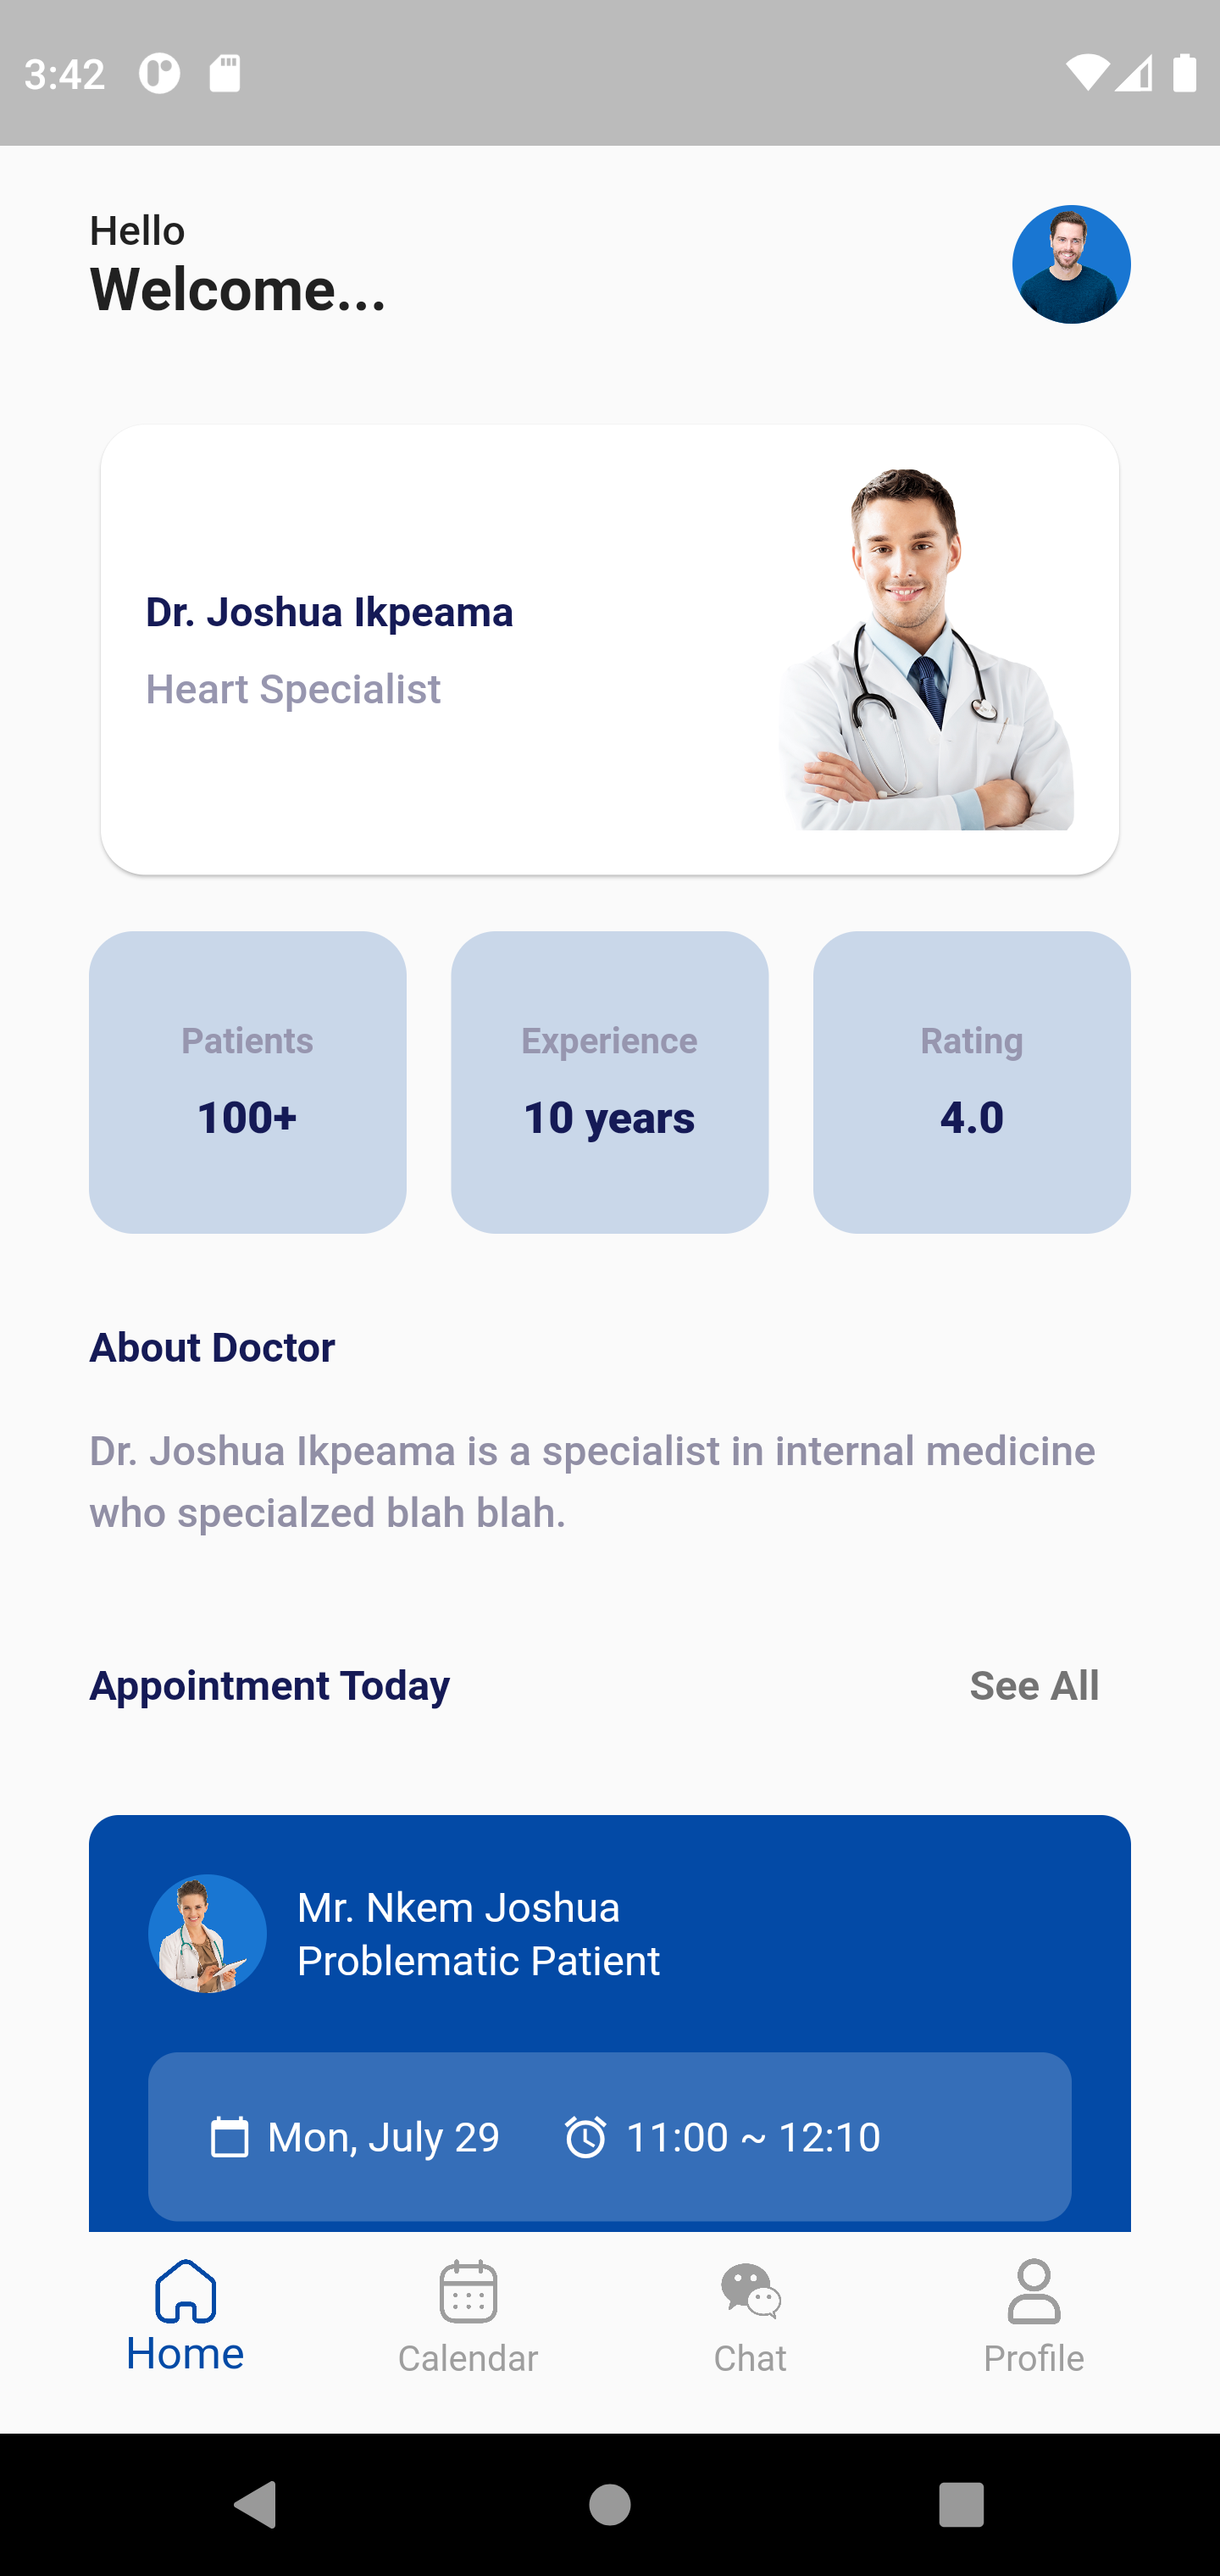 3:42
Hello
Welcome...
Dr. Joshua Ikpeama
Heart Specialist
Patients
100+
Experience
10 years
Rating
4.0
About Doctor
Dr. Joshua Ikpeama is a specialist in internal medicine
who specialzed blah blah.
Appointment Today
See All
Mr. Nkem Joshua
Problematic Patient
Mon, July 29
11:00 ~ 12:10
Home
Calendar
Chat
Profile